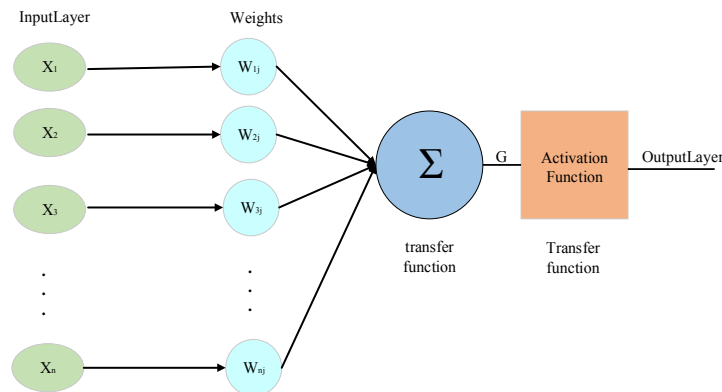 InputLayer
Weights
X1
W1j
X2
W2j
X3
W3j
Xn
Wnj
Σ
G
Activation
Function
OutputLayer
transfer
function
Transfer
function